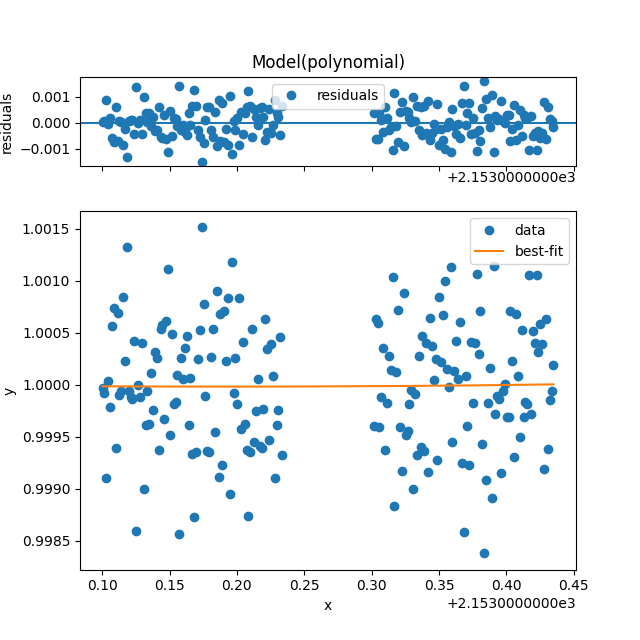 Model(polynomial)
residuals
0.001
0.000
−0.001
residuals
+2.1530000000e3
1.0015
1.0010
1.0005
1.0000
0.9995
0.9990
0.9985
y
data
best-fit
0.10
0.15
0.20
0.25
0.30
0.35
0.40
0.45
x
+2.1530000000e3